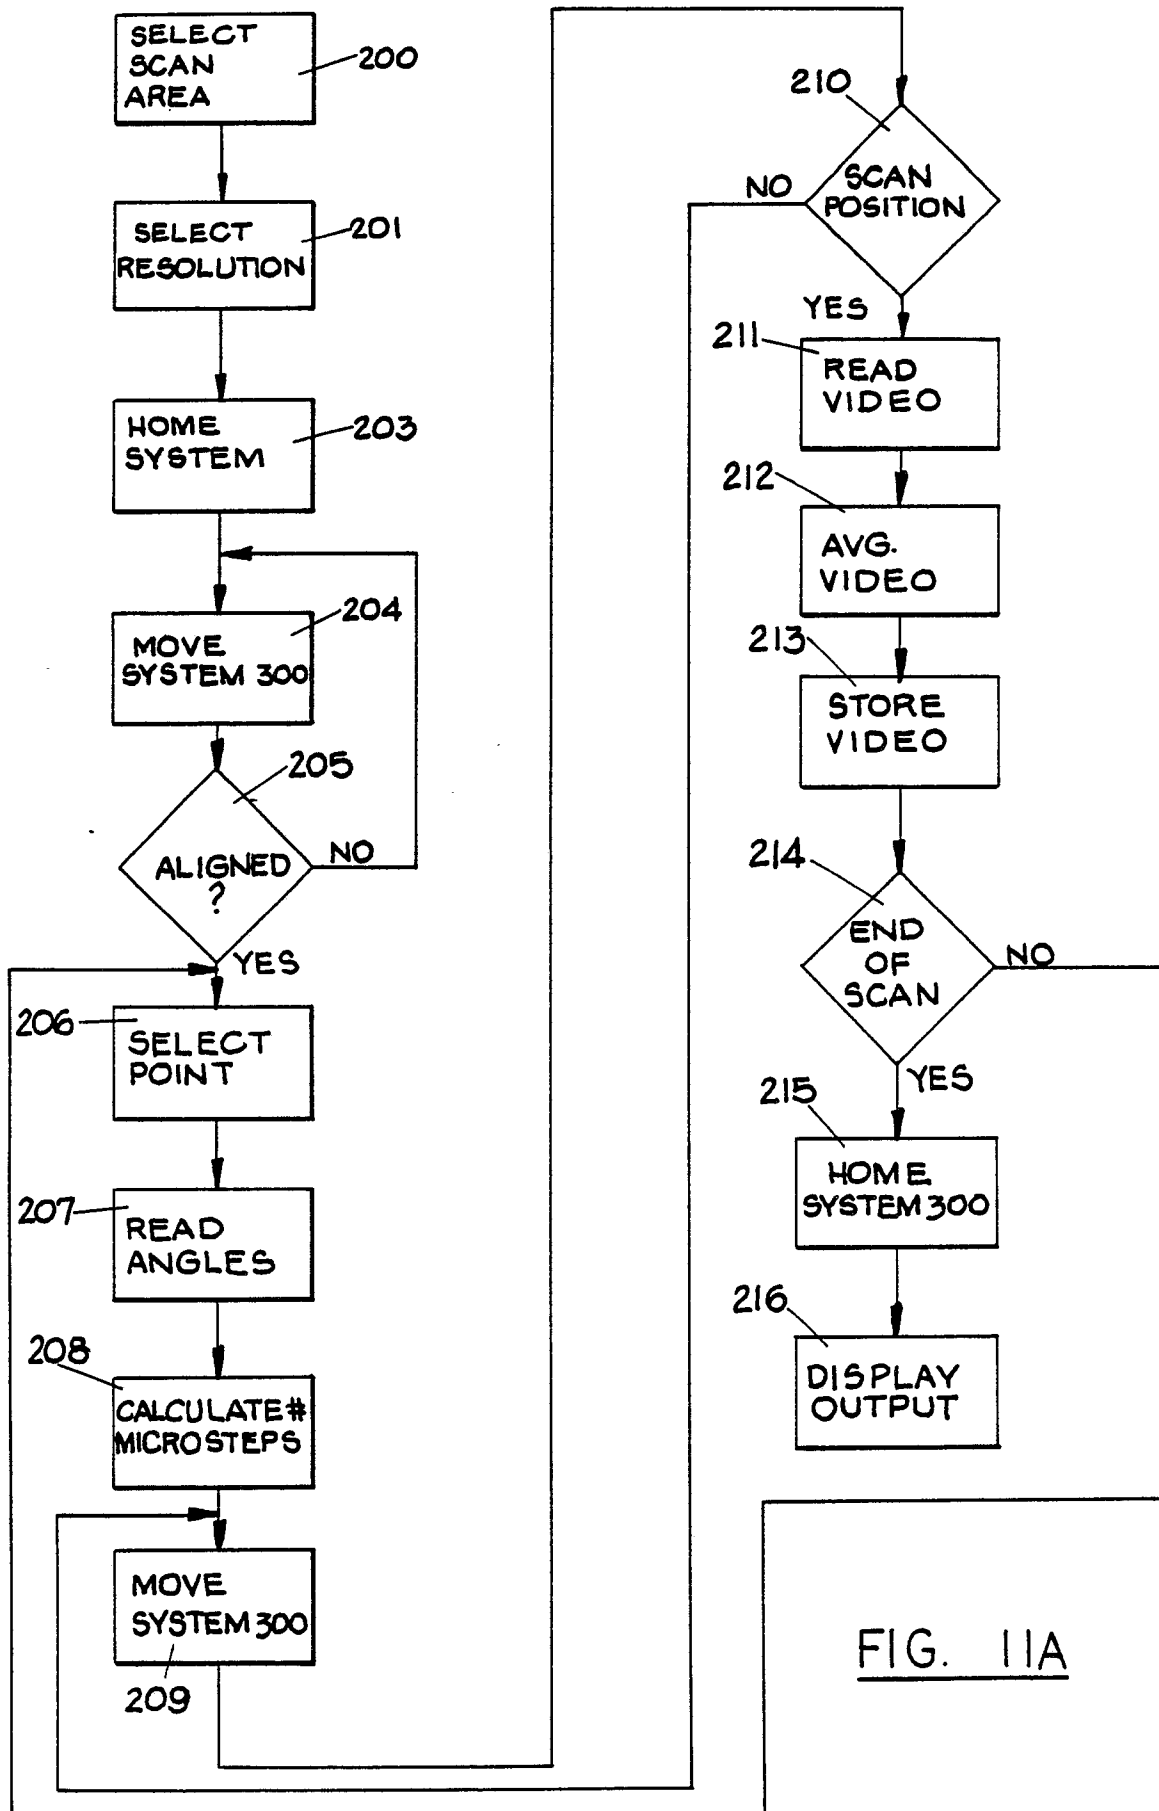 SELECT
SCAN
AREA
200
SELECT
RESOLUTION
201
HOME
SYSTEM
203
MOVE
SYSTEM 300
204
ALIGNED
?
205
NO
YES
SELECT
POINT
206
READ
ANGLES
207
CALCULATE #
MICROSTEPS
208
MOVE
SYSTEM 300
209
210
SCAN
POSITION
NO
YES
211
READ
VIDEO
212
AVG.
VIDEO
213
STORE
VIDEO
214
END
OF
SCAN
NO
YES
215
HOME
SYSTEM 300
216
DISPLAY
OUTPUT
FIG. 11A